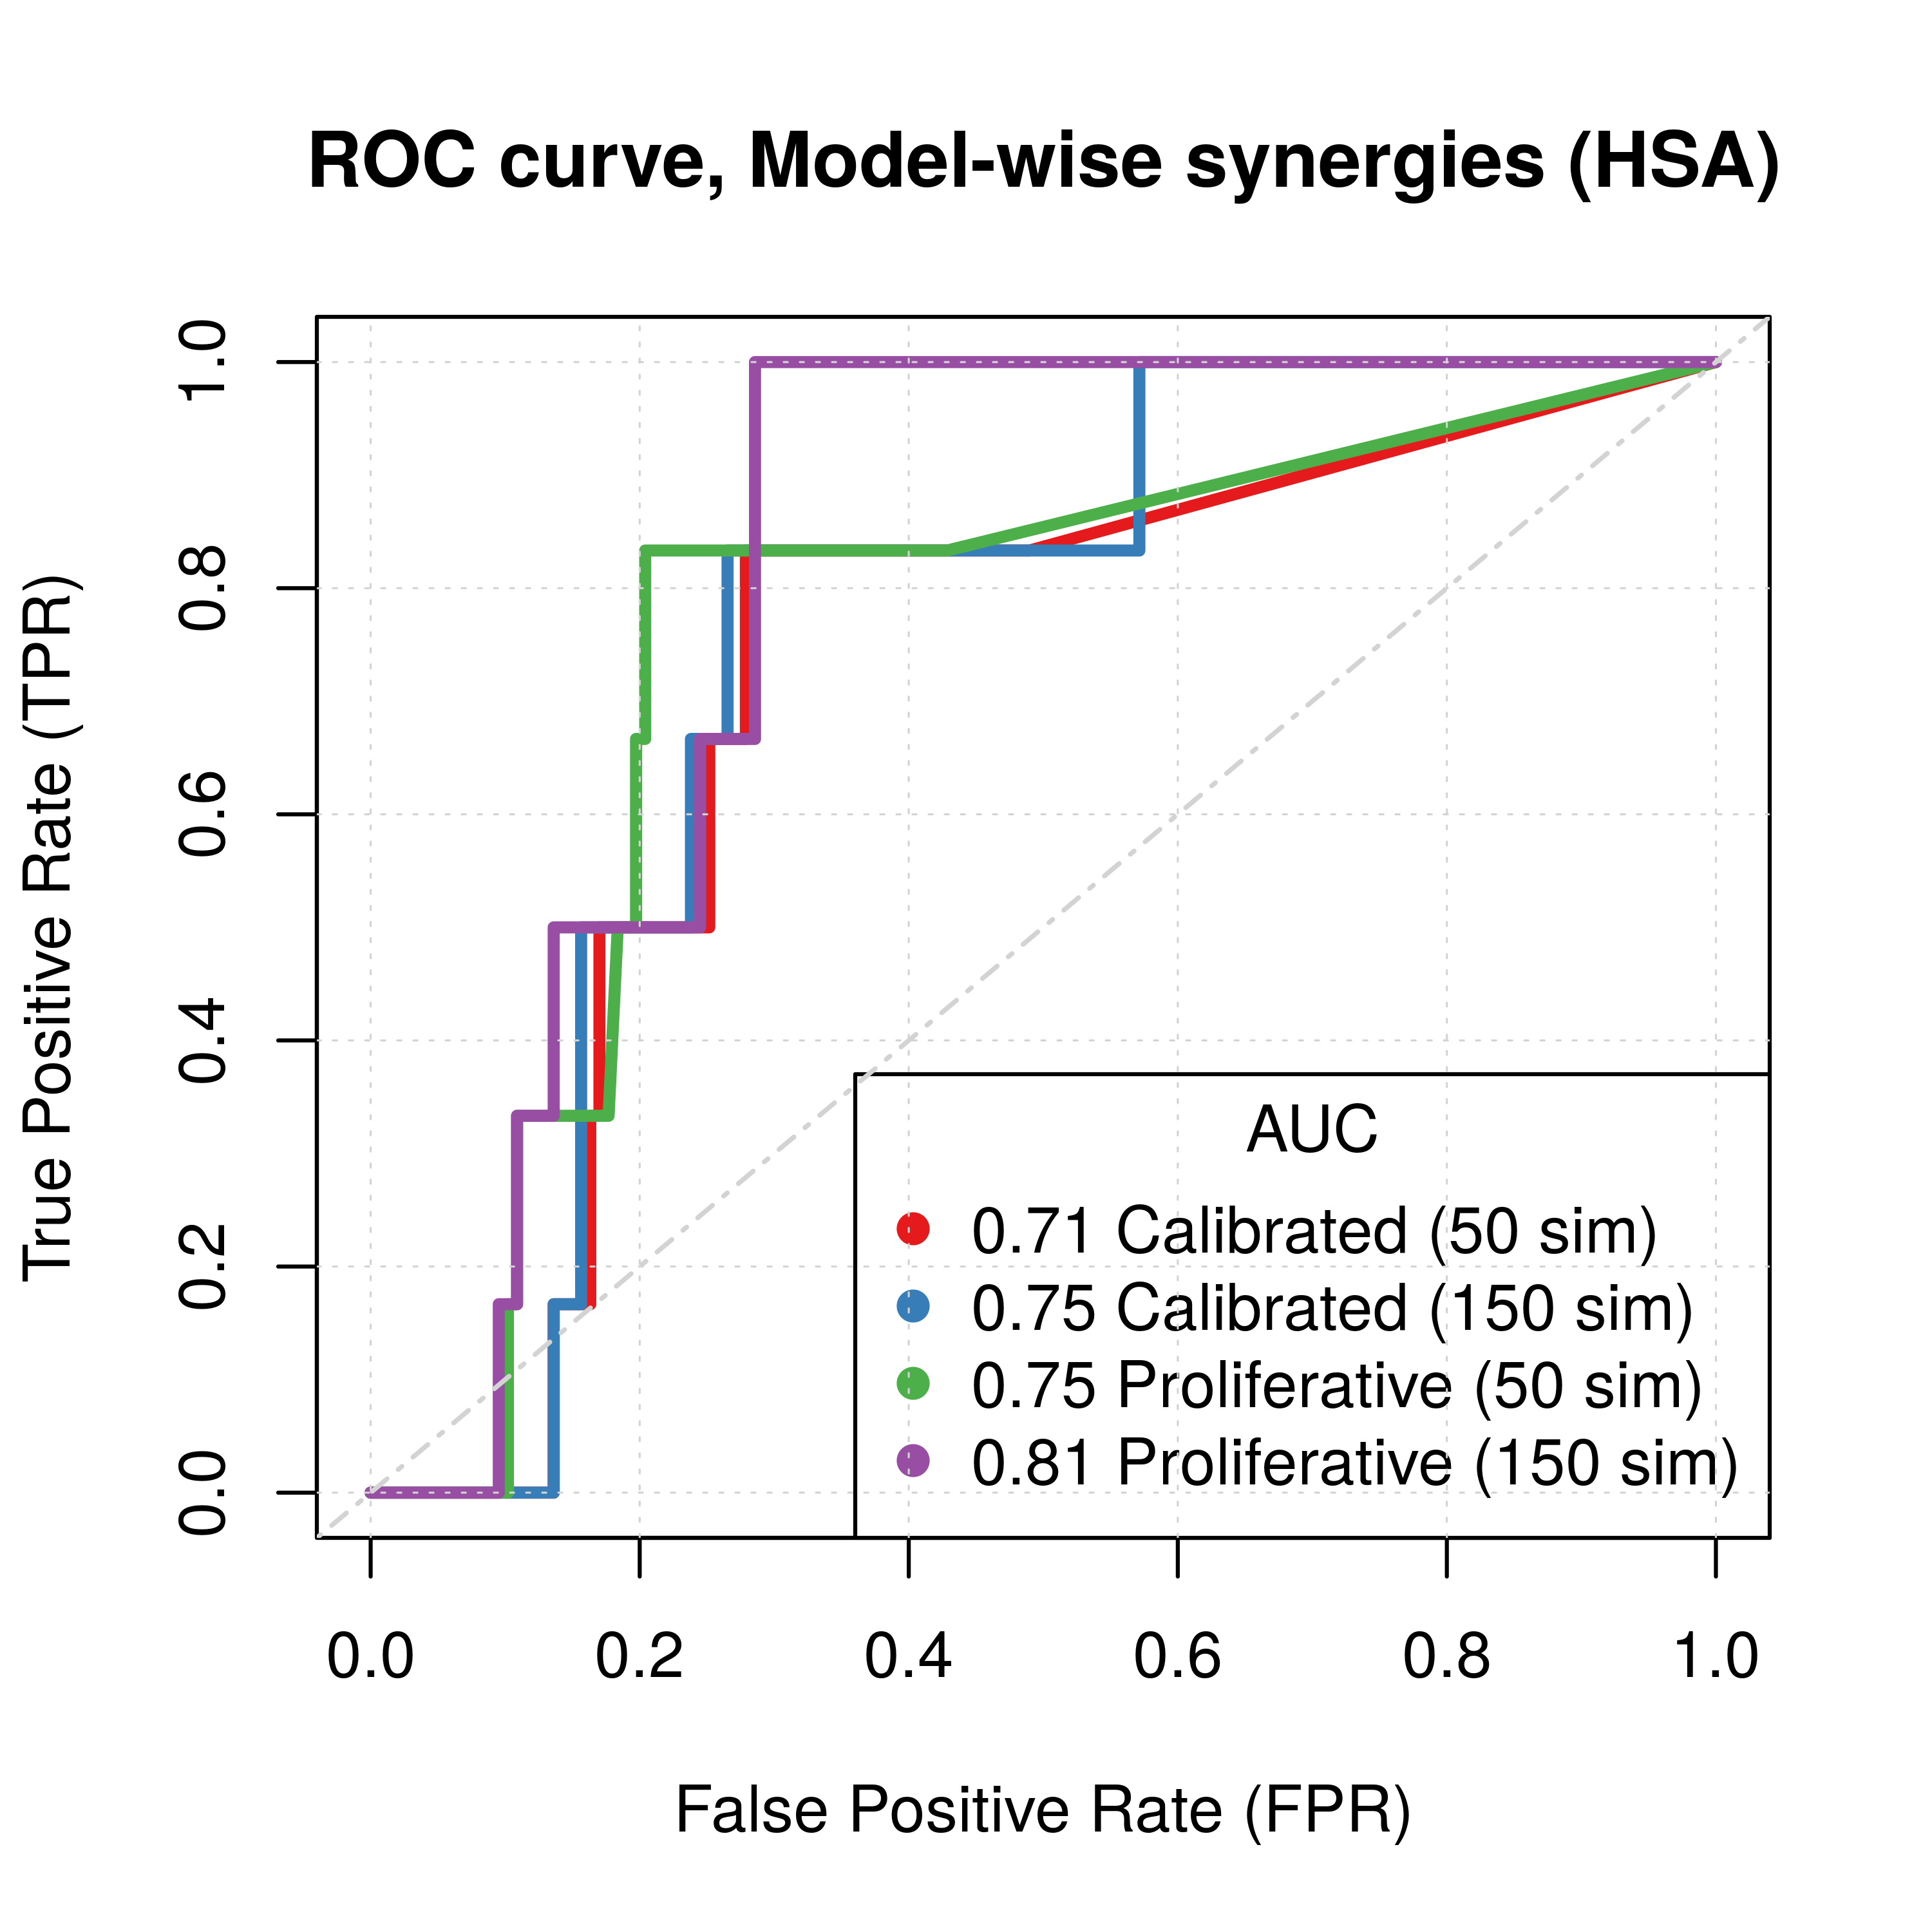 ROC curve, Model-wise synergies (HSA)
True Positive Rate (TPR)
1.0
0.8
0.6
0.4
0.2
0.0
AUC
0.71 Calibrated (50 sim)
0.75 Calibrated (150 sim)
0.75 Proliferative (50 sim)
0.81 Proliferative (150 sim)
0.0 0.2 0.4 0.6 0.8 1.0
False Positive Rate (FPR)